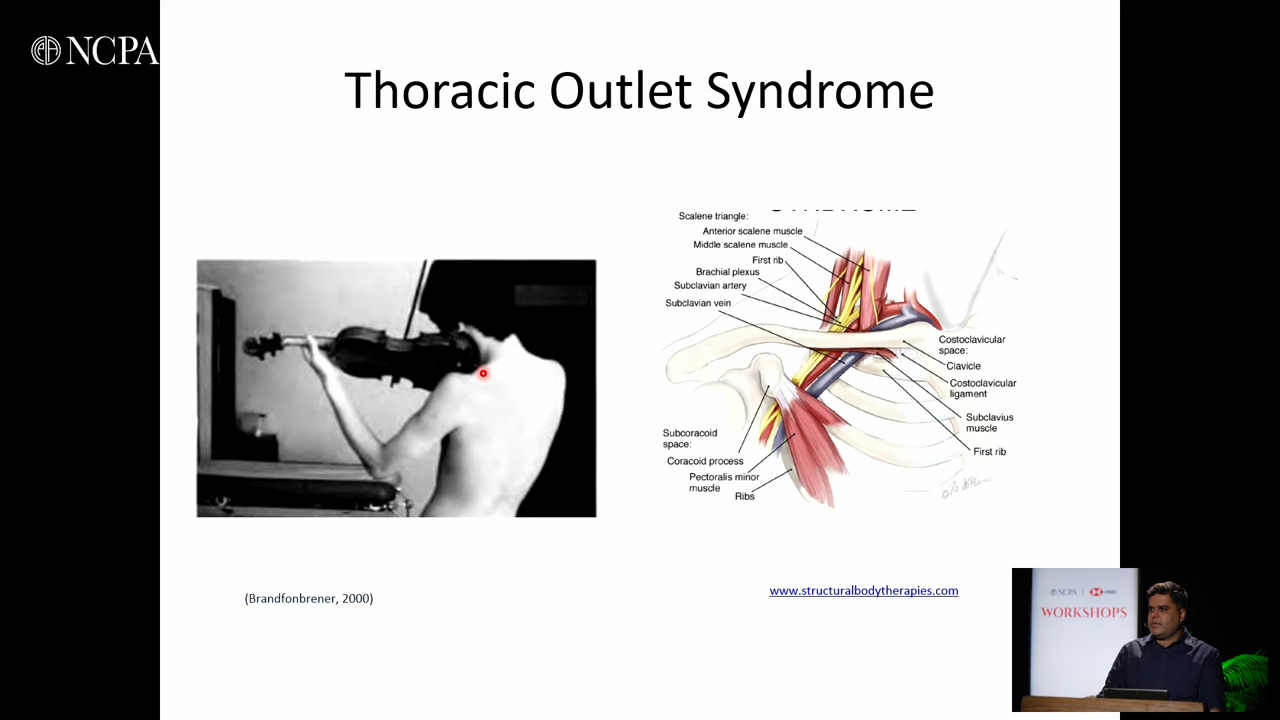 NCPA
Thoracic Outlet Syndrome
Scalene triangle:
Anterior scalene muscle
Middle scalene muscle
First rib
Brachial plexus
Subclavian artery
Subclavian vein
Costoclavicular
space:
Clavicle
Costoclavicular
ligament
Subclavius
muscle
First rib
Subcoracoid
space:
Coracoid process
Pectoralis minor
muscle
Ribs
(Brandfonbrener, 2000)
www.structuralbodytherapies.com
NCPA | HSBC
WORKSHOPS